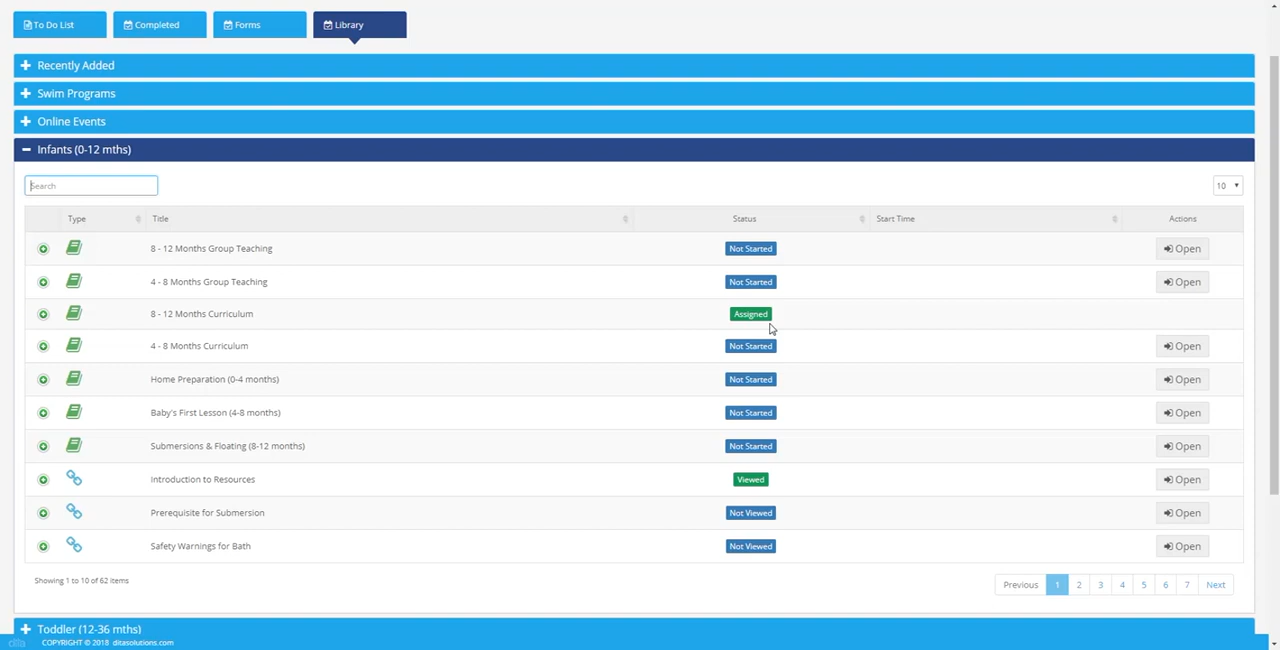 To Do List Completed Forms Library
Recently Added
Swim Programs
Online Events
Infants (0-12 mths)
Search 10
Type Title Status Start Time Actions
8 - 12 Months Group Teaching Not Started Open
4 - 8 Months Group Teaching Not Started Open
8 - 12 Months Curriculum Assigned
4 - 8 Months Curriculum Not Started Open
Home Preparation (0-4 months) Not Started Open
Baby's First Lesson (4-8 months) Not Started Open
Submersions & Floating (8-12 months) Not Started Open
Introduction to Resources Viewed Open
Prerequisite for Submersion Not Viewed Open
Safety Warnings for Bath Not Viewed Open
Showing 1 to 10 of 62 items Previous 1 2 3 4 5 6 7 Next
Toddler (12-36 mths)
dita COPYRIGHT © 2018 ditasolutions.com